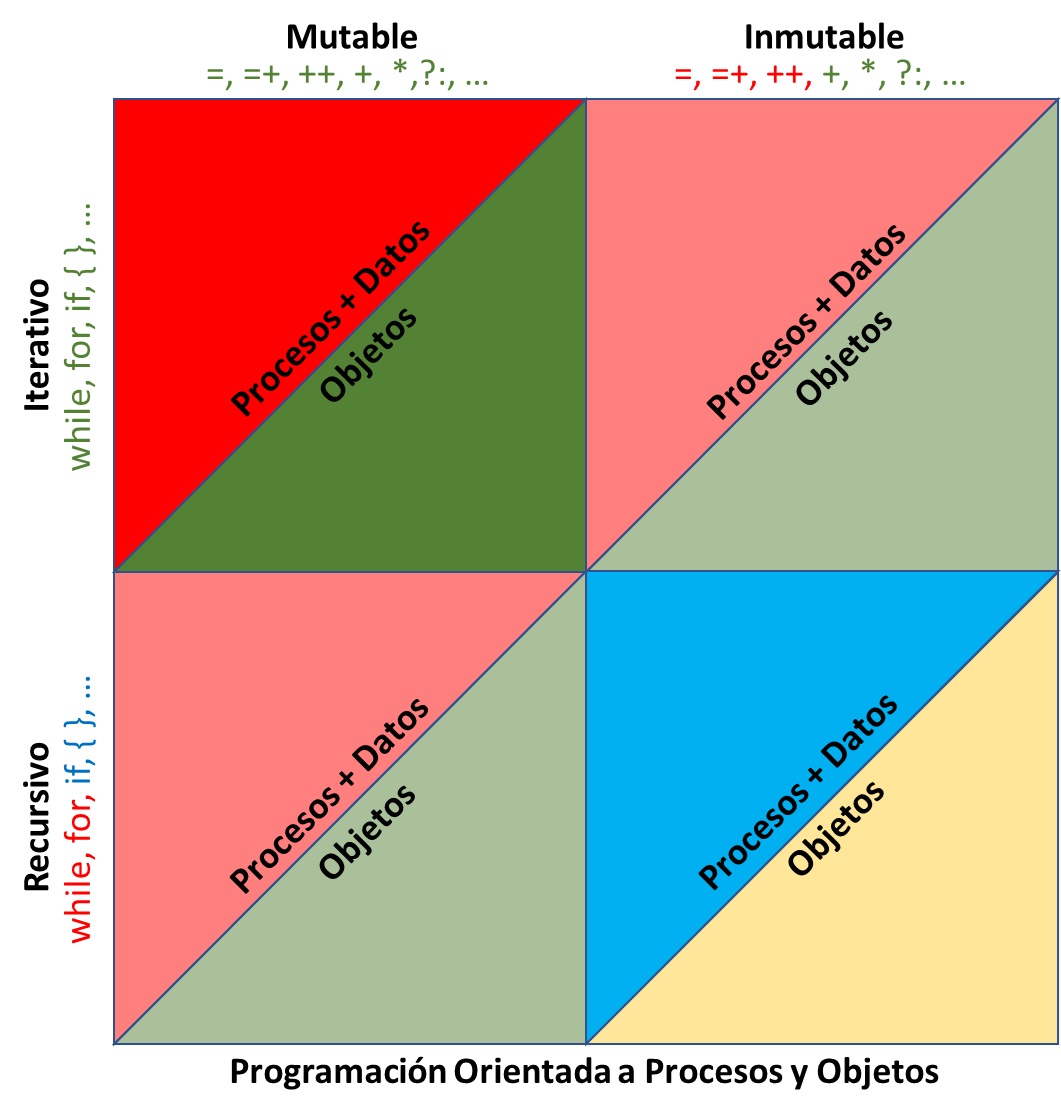 Mutable
=, =+, ++, +, *,?:, ...
Inmutable
=, =+, ++, +, *, ?:, ...
Iterativo
while, for, if, { }, ...
Procesos + Datos
Objetos
Procesos + Datos
Objetos
Recursivo
while, for, if, { }, ...
Procesos + Datos
Objetos
Procesos + Datos
Objetos
Programación Orientada a Procesos y Objetos